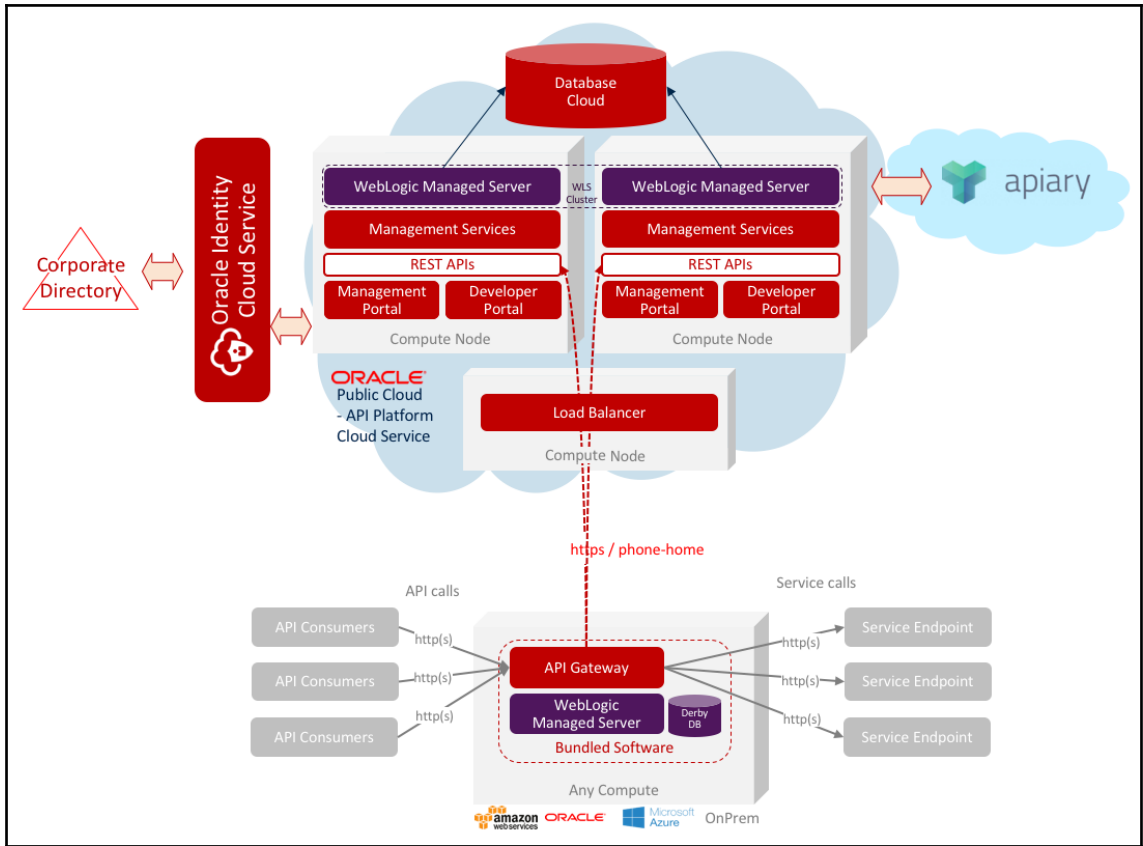 Database
Cloud
WebLogic Managed Server
WLS
Cluster
WebLogic Managed Server
apiary
Management Services
Management Services
REST APIs
REST APIs
Corporate
Directory
Oracle Identity
Cloud Service
Management
Portal
Developer
Portal
Management
Portal
Developer
Portal
Compute Node
Compute Node
ORACLE®
Public Cloud
- API Platform
Cloud Service
Load Balancer
Compute Node
https / phone-home
API calls
Service calls
API Consumers
http(s)
API Consumers
http(s)
API Consumers
http(s)
API Gateway
WebLogic
Managed Server
Derby
DB
Bundled Software
http(s)
Service Endpoint
http(s)
Service Endpoint
http(s)
Service Endpoint
Any Compute
amazon
webservices
ORACLE®
Microsoft
Azure
OnPrem